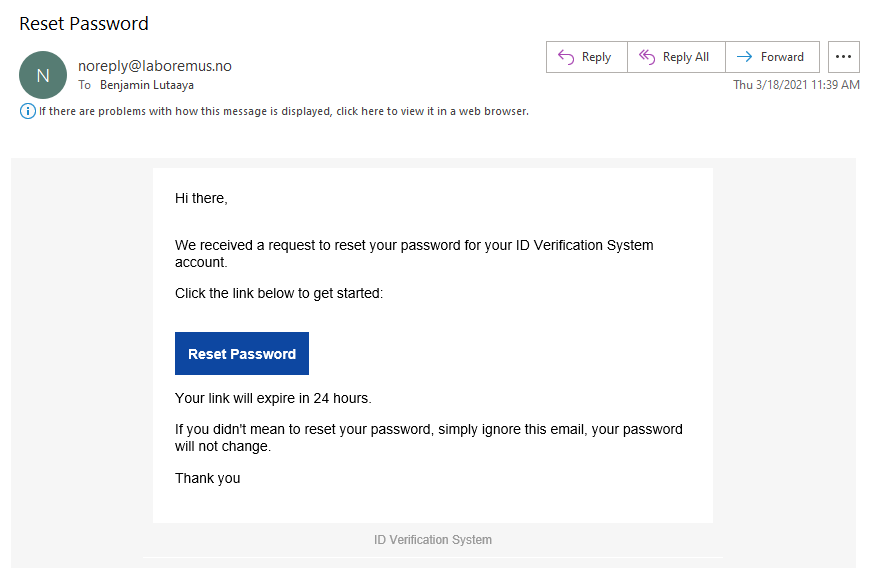 Reset Password
N
noreply@laboremus.no
To Benjamin Lutaaya
Reply
Reply All
Forward
...
Thu 3/18/2021 11:39 AM
If there are problems with how this message is displayed, click here to view it in a web browser.
Hi there,
We received a request to reset your password for your ID Verification System
account.
Click the link below to get started:
Reset Password
Your link will expire in 24 hours.
If you didn't mean to reset your password, simply ignore this email, your password
will not change.
Thank you
ID Verification System